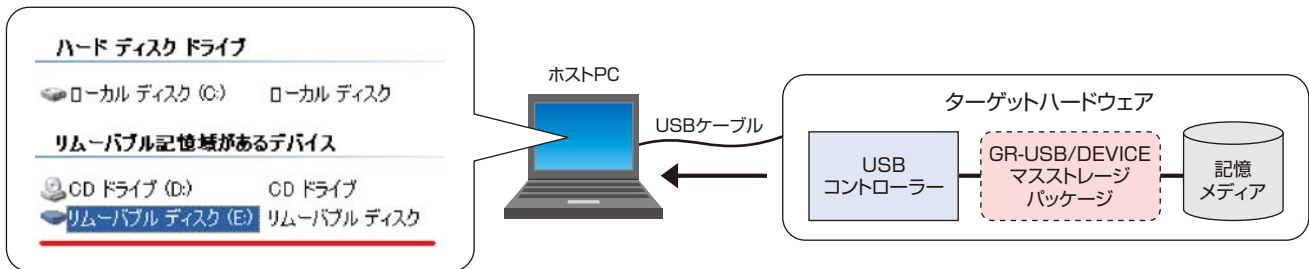 ハード ディスク ドライブ
ローカル ディスク (C:) ローカル ディスク
リムーバブル記憶域があるデバイス
CD ドライブ (D:) CD ドライブ
リムーバブル ディスク (E:) リムーバブル ディスク
ホストPC
USBケーブル
ターゲットハードウェア
USB
コントローラー
GR-USB/DEVICE
マスストレージ
パッケージ
記憶
メディア